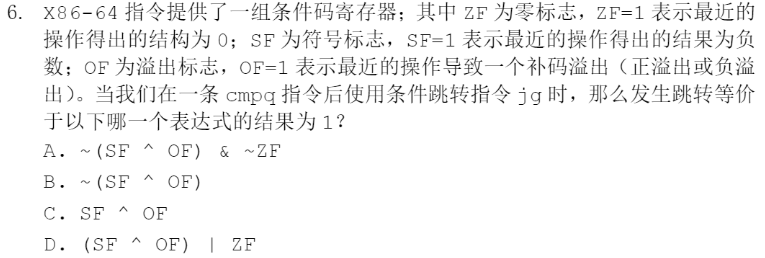 6. X86-64 指令提供了一组条件码寄存器；其中 ZF 为零标志，ZF=1 表示最近的
操作得出的结构为 0；SF 为符号标志，SF=1 表示最近的操作得出的结果为负
数；OF 为溢出标志，OF=1 表示最近的操作导致一个补码溢出（正溢出或负溢
出）。当我们在一条 cmpq 指令后使用条件跳转指令 jg 时，那么发生跳转等价
于以下哪一个表达式的结果为 1？
A. ~(SF ^ OF) & ~ZF
B. ~(SF ^ OF)
C. SF ^ OF
D. (SF ^ OF) | ZF